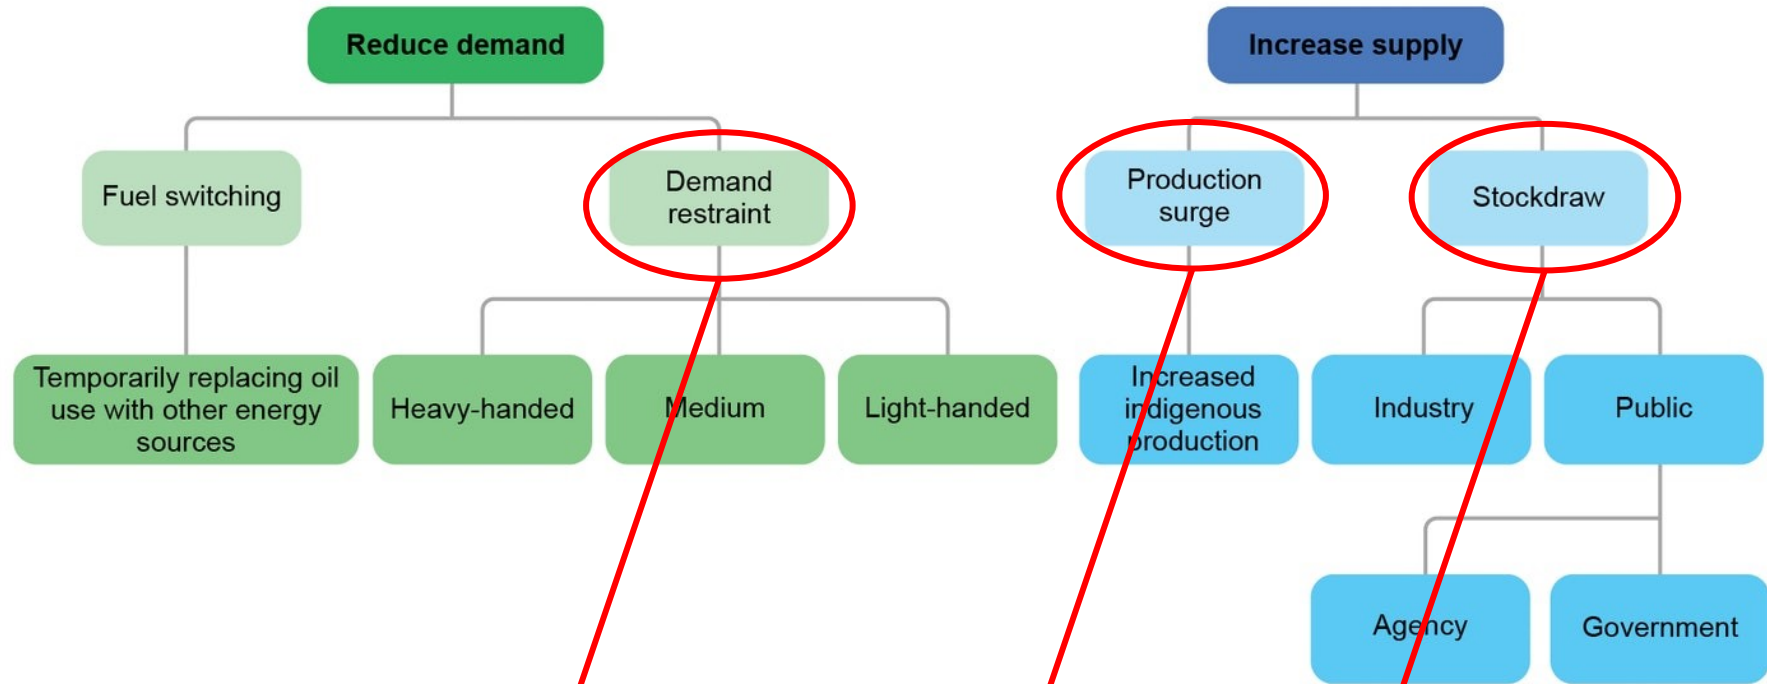 Reduce demand
Increase supply
Fuel switching
Demand
restraint
Production
surge
Stockdraw
Temporarily replacing oil
use with other energy
sources
Heavy-handed
Medium
Light-handed
Increased
indigenous
production
Industry
Public
Agency
Government